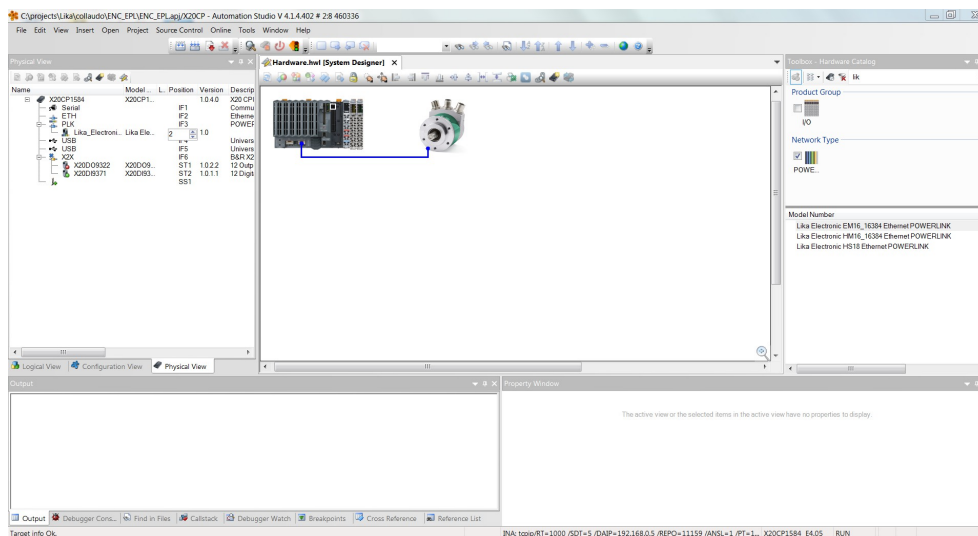 C:\projects\Lika\collaudo\ENC_EPL\ENC_EPL.apj/X20CP - Automation Studio V 4.1.4.402 # 2:8 460336
File Edit View Insert Open Project Source Control Online Tools Window Help
Physical View
Hardware.hwl [System Designer] X
Toolbox - Hardware Catalog
lik
Name Model... L.. Position Version Descrip
X20CP1584 X20CP1... 1.0.4.0 X20 CPI
Serial IF1 Commu
ETH IF2 Etherne
PLK IF3 POWEF
Lika_Electroni... Lika Ele... 2 1.0
USB IF4 Univers
USB IF5 Univers
X2X IF6 B&R X2
X20DO9322 X20DO9... ST1 1.0.2.2 12 Outp
X20DI9371 X20DI93... ST2 1.0.1.1 12 Digit
SS1
Product Group
I/O
Network Type
POWE...
Model Number
Lika Electronic EM16_16384 Ethernet POWERLINK
Lika Electronic HM16_16384 Ethernet POWERLINK
Lika Electronic HS18 Ethernet POWERLINK
Logical View Configuration View Physical View
Output
Property Window
The active view or the selected items in the active view have no properties to display.
Output Debugger Cons... Find in Files Callstack Debugger Watch Breakpoints Cross Reference Reference List
Target info Ok.
INA: tcpip/RT=1000 /SDT=5 /DAIP=192.168.0.5 /REPO=11159 /ANSL=1 /PT=1... X20CP1584 E4.05 RUN